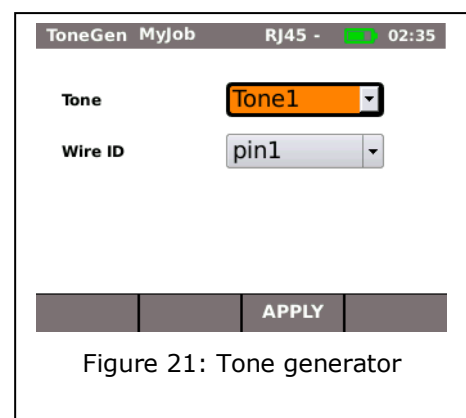 ToneGen MyJob RJ45 - 02:35
Tone Tone1
Wire ID pin1
APPLY
Figure 21: Tone generator